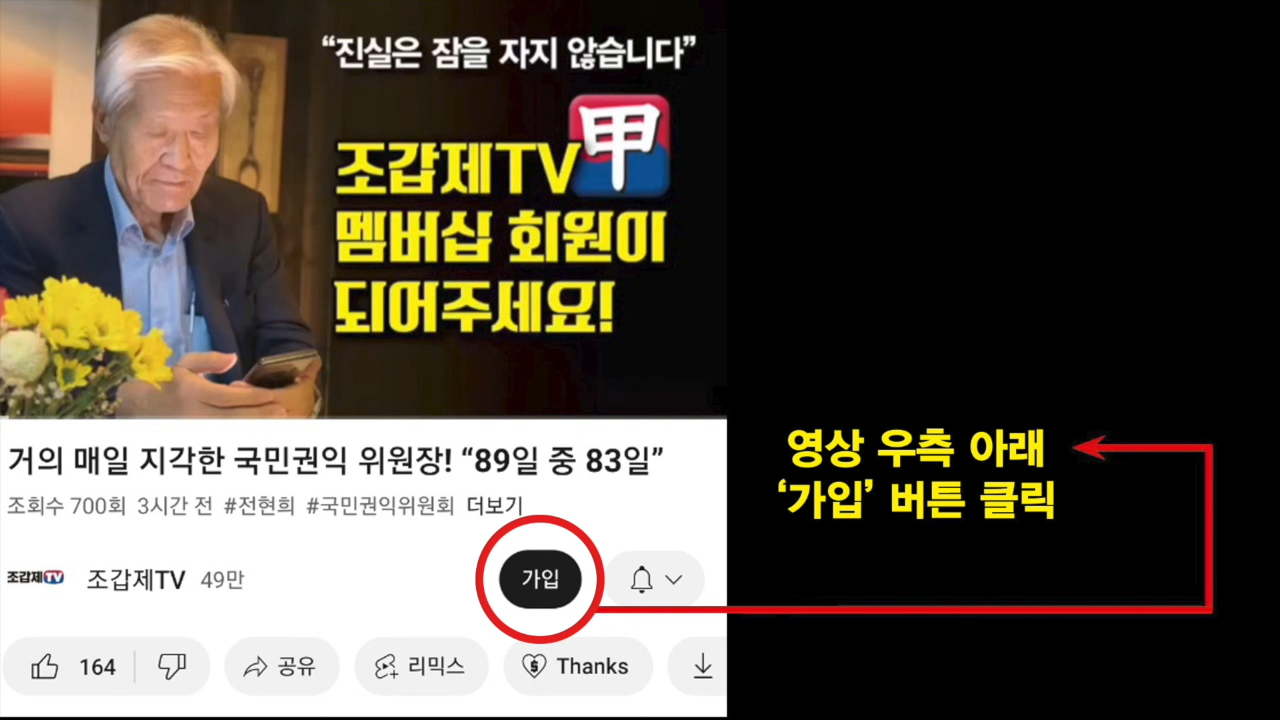 “진실은 잠을 자지 않습니다”
조갑제TV甲
멤버십 회원이
되어주세요!
거의 매일 지각한 국민권익 위원장! “89일 중 83일”
조회수 700회 3시간 전 #전현희 #국민권익위원회 더보기
조갑제TV 조갑제TV 49만 가입
164 공유 리믹스 Thanks
영상 우측 아래
‘가입’ 버튼 클릭